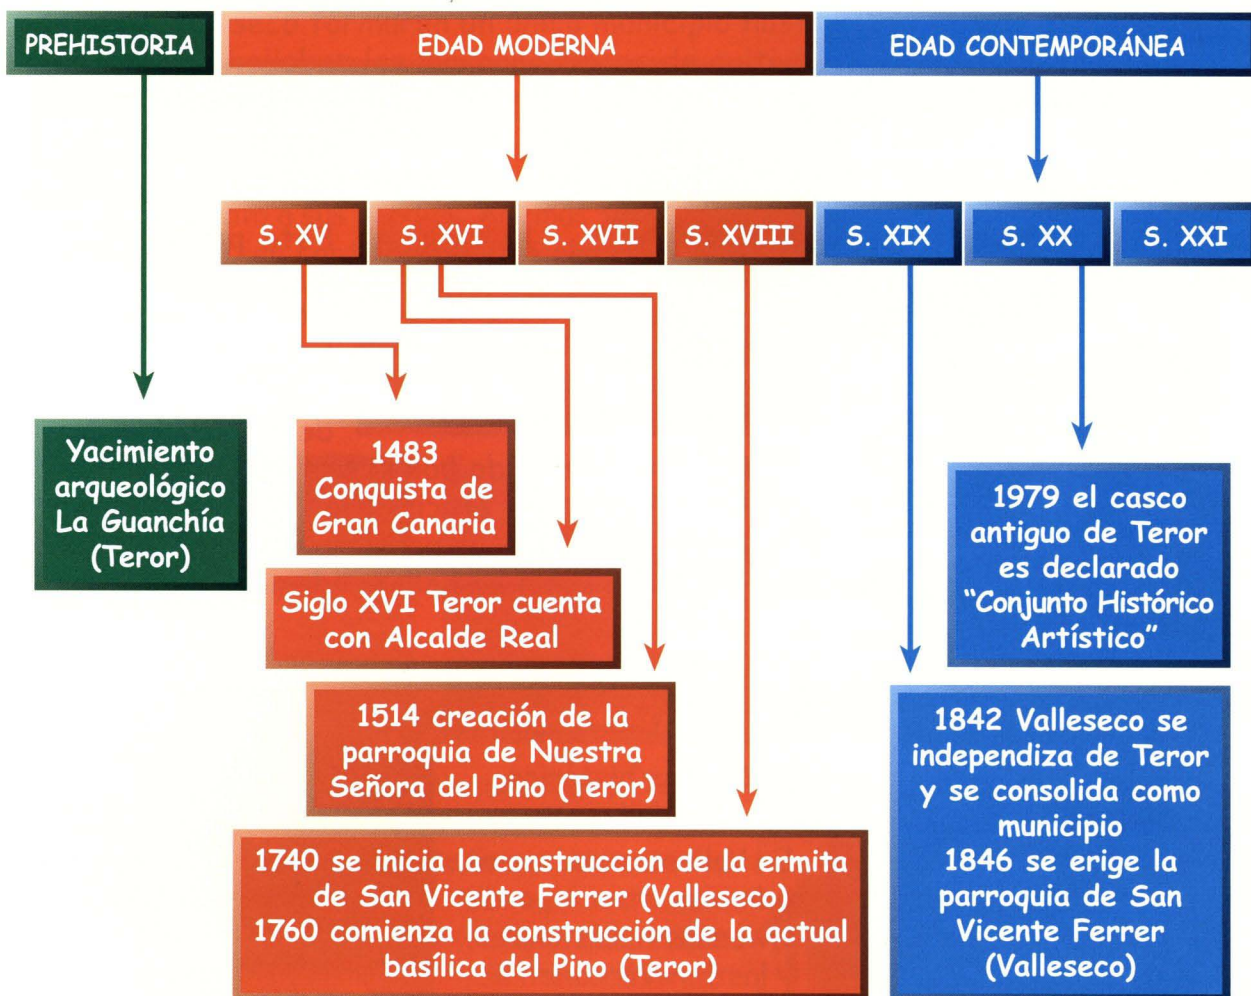 PREHISTORIA
EDAD MODERNA
EDAD CONTEMPORÁNEA
S. XV
S. XVI
S. XVII
S. XVIII
S. XIX
S. XX
S. XXI
Yacimiento
arqueológico
La Guanchía
(Teror)
1483
Conquista de
Gran Canaria
Siglo XVI Teror cuenta
con Alcalde Real
1514 creación de la
parroquia de Nuestra
Señora del Pino (Teror)
1740 se inicia la construcción de la ermita
de San Vicente Ferrer (Valleseco)
1760 comienza la construcción de la actual
basílica del Pino (Teror)
1979 el casco
antiguo de Teror
es declarado
“Conjunto Histórico
Artístico”
1842 Valleseco se
independiza de Teror
y se consolida como
municipio
1846 se erige la
parroquia de San
Vicente Ferrer
(Valleseco)